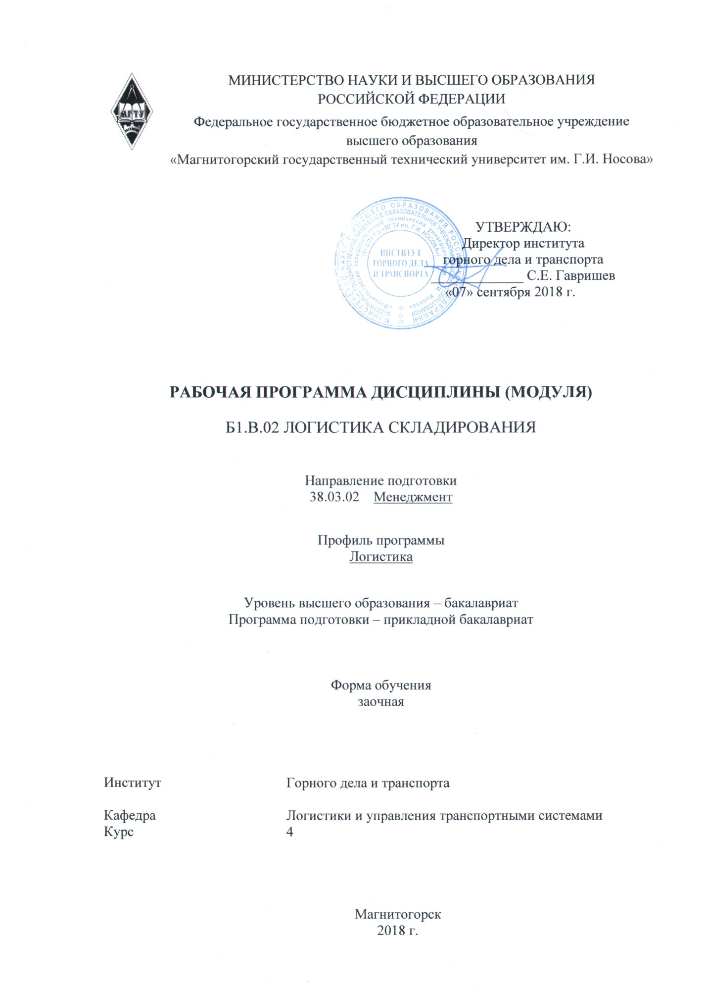 МИНИСТЕРСТВО НАУКИ И ВЫСШЕГО ОБРАЗОВАНИЯ
РОССИЙСКОЙ ФЕДЕРАЦИИ
Федеральное государственное бюджетное образовательное учреждение
высшего образования
«Магнитогорский государственный технический университет им. Г.И. Носова»
МГТУ
УТВЕРЖДАЮ:
Директор института
горного дела и транспорта
_____________ С.Е. Гавришев
«07» сентября 2018 г.
МИНИСТЕРСТВО НАУКИ И ВЫСШЕГО ОБРАЗОВАНИЯ РОССИЙСКОЙ ФЕДЕРАЦИИ
ФЕДЕРАЛЬНОЕ ГОСУДАРСТВЕННОЕ БЮДЖЕТНОЕ ОБРАЗОВАТЕЛЬНОЕ УЧРЕЖДЕНИЕ ВЫСШЕГО ОБРАЗОВАНИЯ
«Магнитогорский государственный технический университет им. Г.И. Носова»
ИНСТИТУТ
ГОРНОГО ДЕЛА
И ТРАНСПОРТА
РАБОЧАЯ ПРОГРАММА ДИСЦИПЛИНЫ (МОДУЛЯ)
Б1.В.02 ЛОГИСТИКА СКЛАДИРОВАНИЯ
Направление подготовки
38.03.02 Менеджмент
Профиль программы
Логистика
Уровень высшего образования – бакалавриат
Программа подготовки – прикладной бакалавриат
Форма обучения
заочная
Институт Горного дела и транспорта
Кафедра Логистики и управления транспортными системами
Курс 4
Магнитогорск
2018 г.